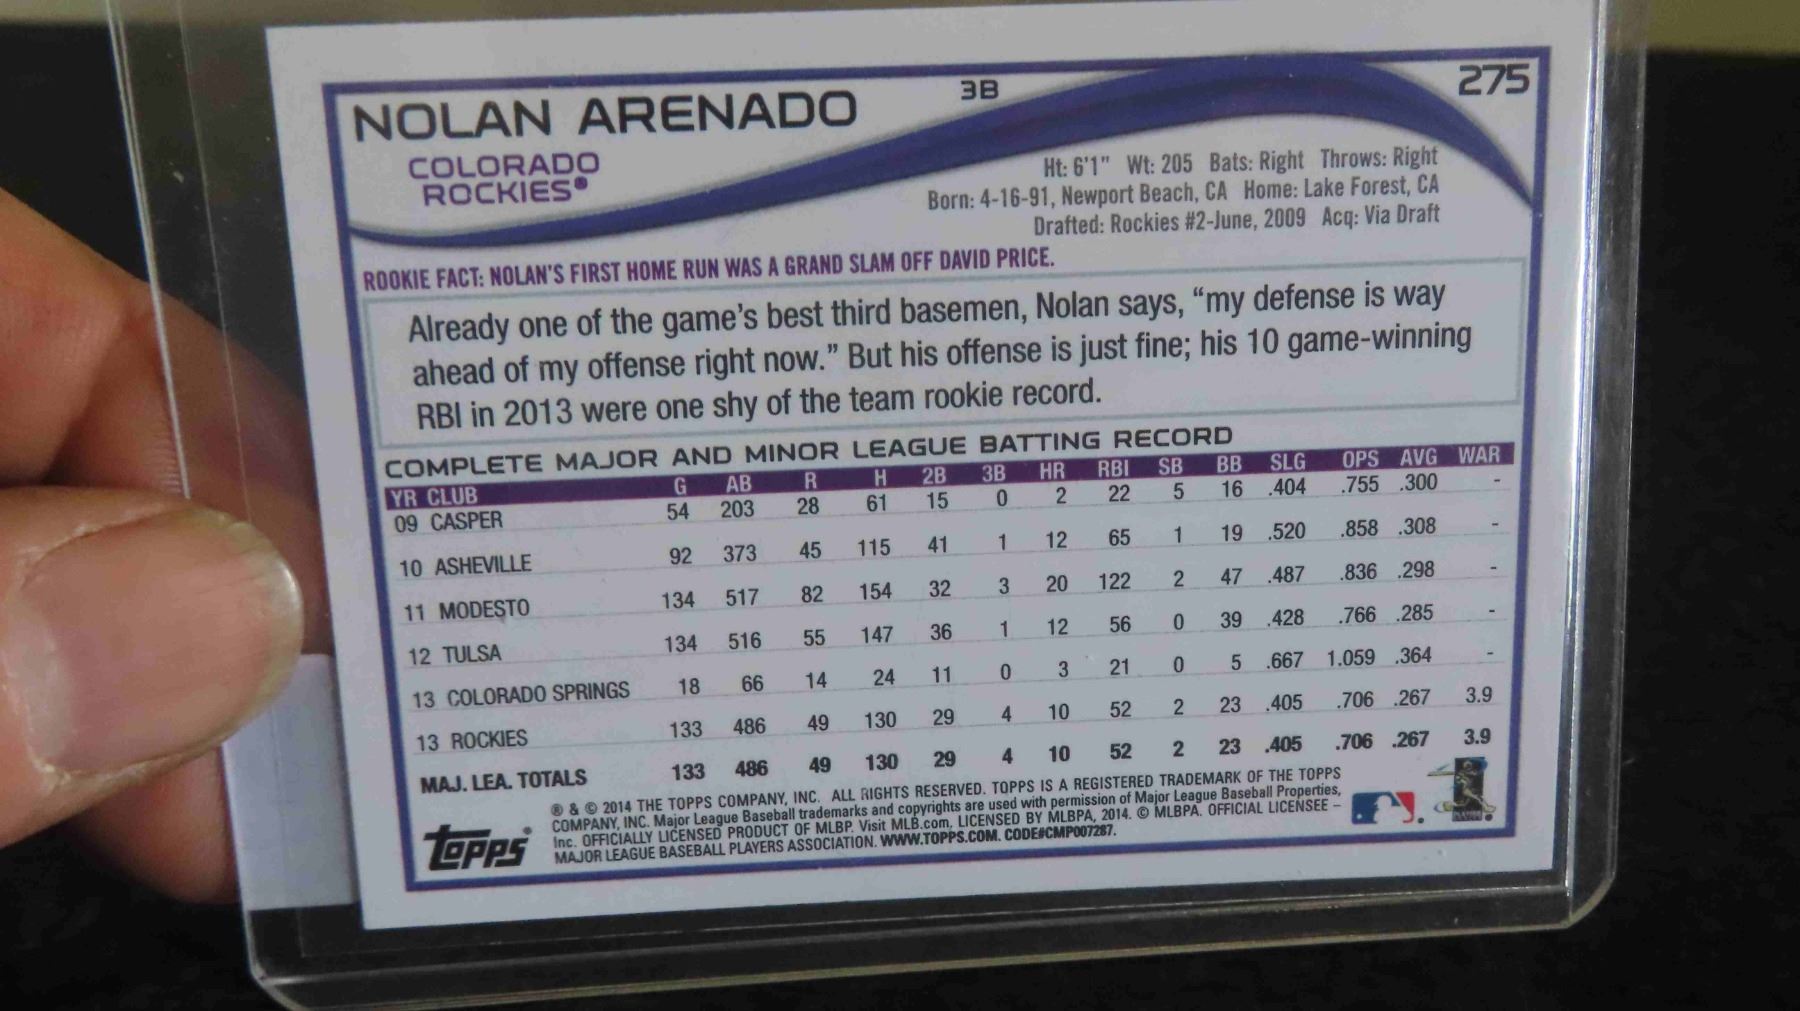 NOLAN ARENADO 3B 275
COLORADO
ROCKIES®
Ht: 6'1" Wt: 205 Bats: Right Throws: Right
Born: 4-16-91, Newport Beach, CA Home: Lake Forest, CA
Drafted: Rockies #2-June, 2009 Acq: Via Draft
ROOKIE FACT: NOLAN'S FIRST HOME RUN WAS A GRAND SLAM OFF DAVID PRICE.
Already one of the game's best third basemen, Nolan says, “my defense is way
ahead of my offense right now.” But his offense is just fine; his 10 game-winning
RBI in 2013 were one shy of the team rookie record.
COMPLETE MAJOR AND MINOR LEAGUE BATTING RECORD
YR CLUB G AB R H 2B 3B HR RBI SB BB SLG OPS AVG WAR
09 CASPER 54 203 28 61 15 0 2 22 5 16 .404 .755 .300 -
10 ASHEVILLE 92 373 45 115 41 1 12 65 1 19 .520 .858 .308 -
11 MODESTO 134 517 82 154 32 3 20 122 2 47 .487 .836 .298 -
12 TULSA 134 516 55 147 36 1 12 56 0 39 .428 .766 .285 -
13 COLORADO SPRINGS 18 66 14 24 11 0 3 21 0 5 .667 1.059 .364 -
13 ROCKIES 133 486 49 130 29 4 10 52 2 23 .405 .706 .267 3.9
MAJ. LEA. TOTALS 133 486 49 130 29 4 10 52 2 23 .405 .706 .267 3.9
Topps®
® & © 2014 THE TOPPS COMPANY, INC. ALL RIGHTS RESERVED. TOPPS IS A REGISTERED TRADEMARK OF THE TOPPS
COMPANY, INC. Major League Baseball trademarks and copyrights are used with permission of Major League Baseball Properties,
Inc. OFFICIALLY LICENSED PRODUCT OF MLBP. Visit MLB.com. LICENSED BY MLBPA, 2014. © MLBPA. OFFICIAL LICENSEE –
MAJOR LEAGUE BASEBALL PLAYERS ASSOCIATION. WWW.TOPPS.COM. CODE#CMP007287.